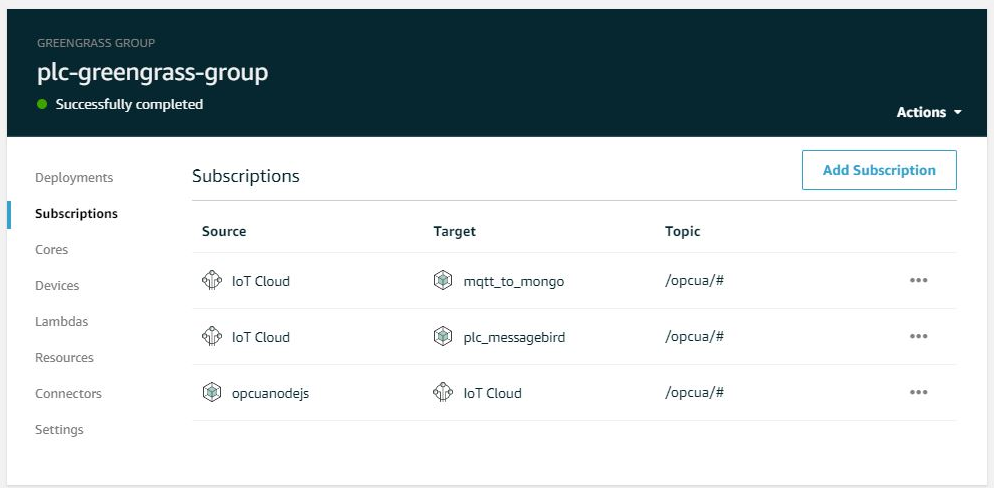 GREENGRASS GROUP
plc-greengrass-group
Successfully completed
Actions
Deployments
Subscriptions
Cores
Devices
Lambdas
Resources
Connectors
Settings
Subscriptions
Add Subscription
Source Target Topic
IoT Cloud mqtt_to_mongo /opcua/#
IoT Cloud plc_messagebird /opcua/#
opcuanodejs IoT Cloud /opcua/#